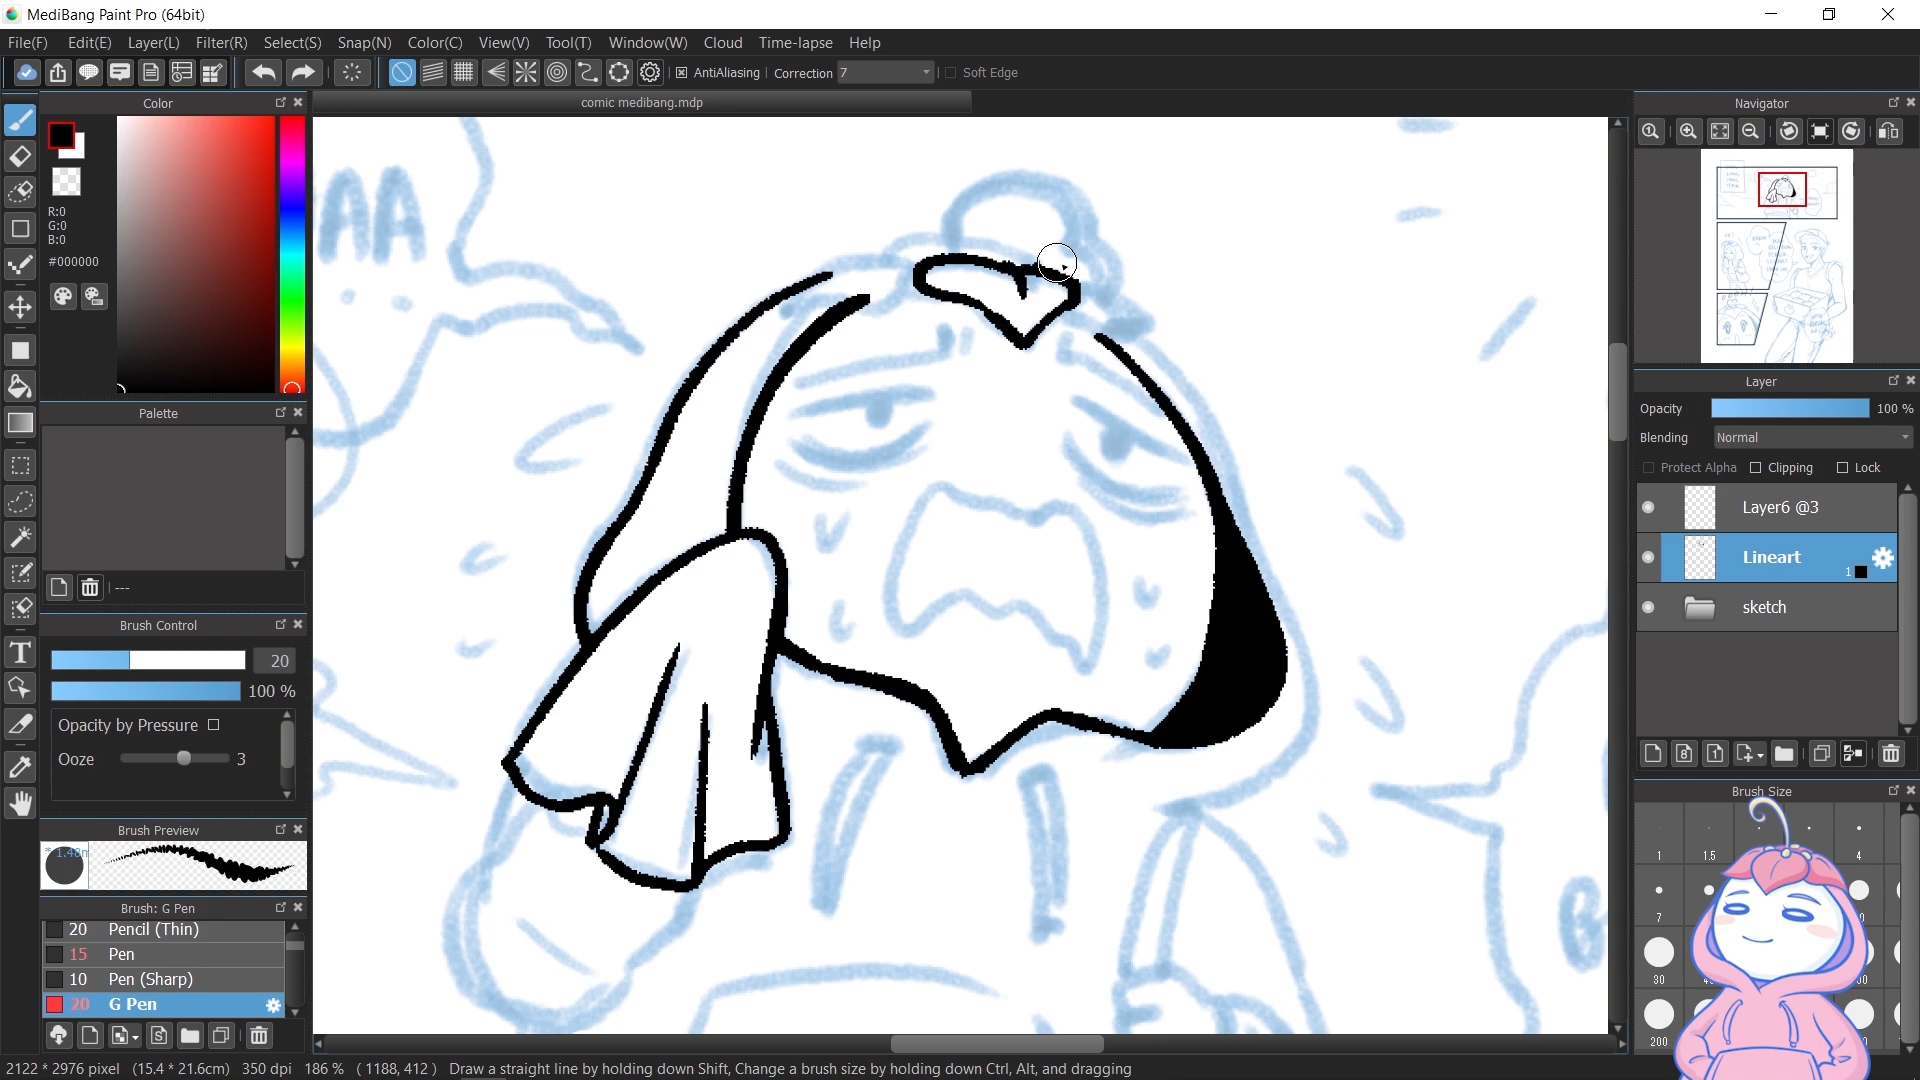 MediBang Paint Pro (64bit)
File(F) Edit(E) Layer(L) Filter(R) Select(S) Snap(N) Color(C) View(V) Tool(T) Window(W) Cloud Time-lapse Help
AntiAliasing Correction 7 Soft Edge
Color
comic medibang.mdp
Navigator
R:0
G:0
B:0
#000000
AA
Layer
Opacity 100 %
Blending Normal
Protect Alpha Clipping Lock
Layer6 @3
Lineart
1
sketch
Palette
---
Brush Control
20
100 %
Opacity by Pressure
Ooze 3
Brush Preview
Brush: G Pen
20 Pencil (Thin)
15 Pen
10 Pen (Sharp)
20 G Pen
Brush Size
1 1.5 4
7
30
200
2122 * 2976 pixel (15.4 * 21.6cm) 350 dpi 186 % ( 1188, 412 ) Draw a straight line by holding down Shift, Change a brush size by holding down Ctrl, Alt, and dragging